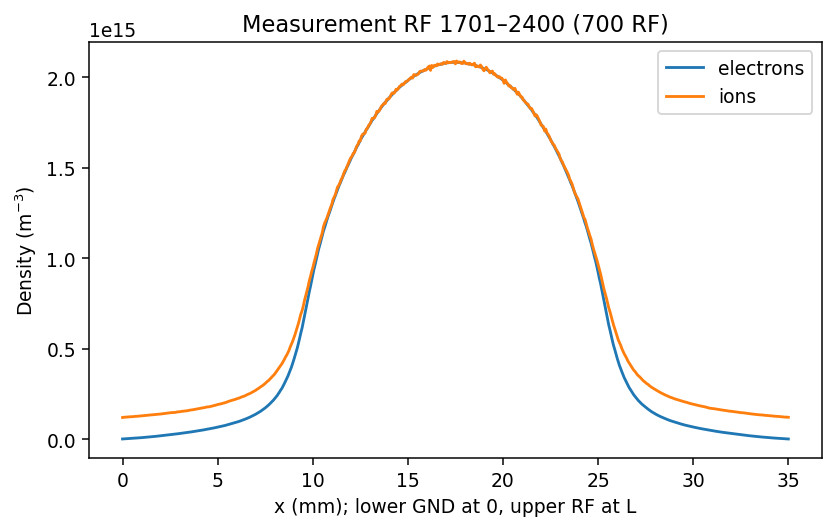 Measurement RF 1701–2400 (700 RF)
1e15
electrons
ions
2.0
1.5
1.0
0.5
0.0
Density (m⁻³)
0 5 10 15 20 25 30 35
x (mm); lower GND at 0, upper RF at L